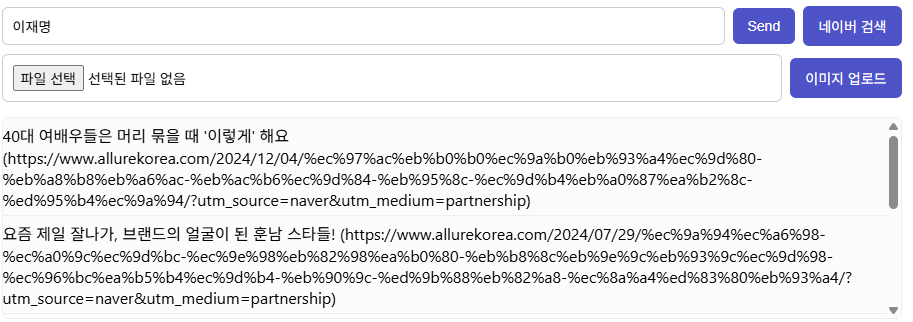 이재명
Send
네이버 검색
파일 선택 선택된 파일 없음
이미지 업로드
40대 여배우들은 머리 묶을 때 '이렇게' 해요
(https://www.allurekorea.com/2024/12/04/%ec%97%ac%eb%b0%b0%ec%9a%b0%eb%93%a4%ec%9d%80-
%eb%a8%b8%eb%a6%ac-%eb%ac%b6%ec%9d%84-%eb%95%8c-%ec%9d%b4%eb%a0%87%ea%b2%8c-
%ed%95%b4%ec%9a%94/?utm_source=naver&utm_medium=partnership)
요즘 제일 잘나가, 브랜드의 얼굴이 된 훈남 스타들! (https://www.allurekorea.com/2024/07/29/%ec%9a%94%ec%a6%98-
%ec%a0%9c%ec%9d%bc-%ec%9e%98%eb%82%98%ea%b0%80-%eb%b8%8c%eb%9e%9c%eb%93%9c%ec%9d%98-
%ec%96%bc%ea%b5%b4%ec%9d%b4-%eb%90%9c-%ed%9b%88%eb%82%a8-%ec%8a%a4%ed%83%80%eb%93%a4/?
utm_source=naver&utm_medium=partnership)